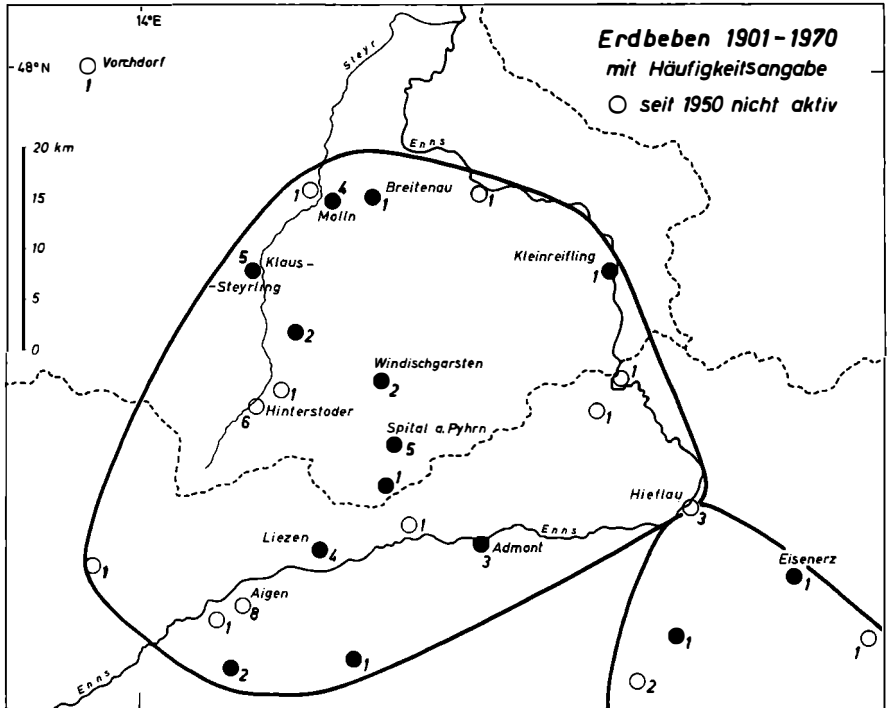 14°E
Erdbeben 1901-1970
mit Häufigkeitsangabe
○ seit 1950 nicht aktiv
48°N
Vorchdorf
1
Steyr
Enns
20 km
15
10
5
0
1
4
Molln
Breitenau
1
1
5
Klaus-
-Steyrling
Kleinreifling
1
2
Windischgarsten
2
1
1
6
Hinterstoder
1
Spital a. Pyhrn
5
1
Hieflau
3
1
Enns
Liezen
4
Admont
3
Eisenerz
1
1
Aigen
8
1
1
1
2
1
2
Enns